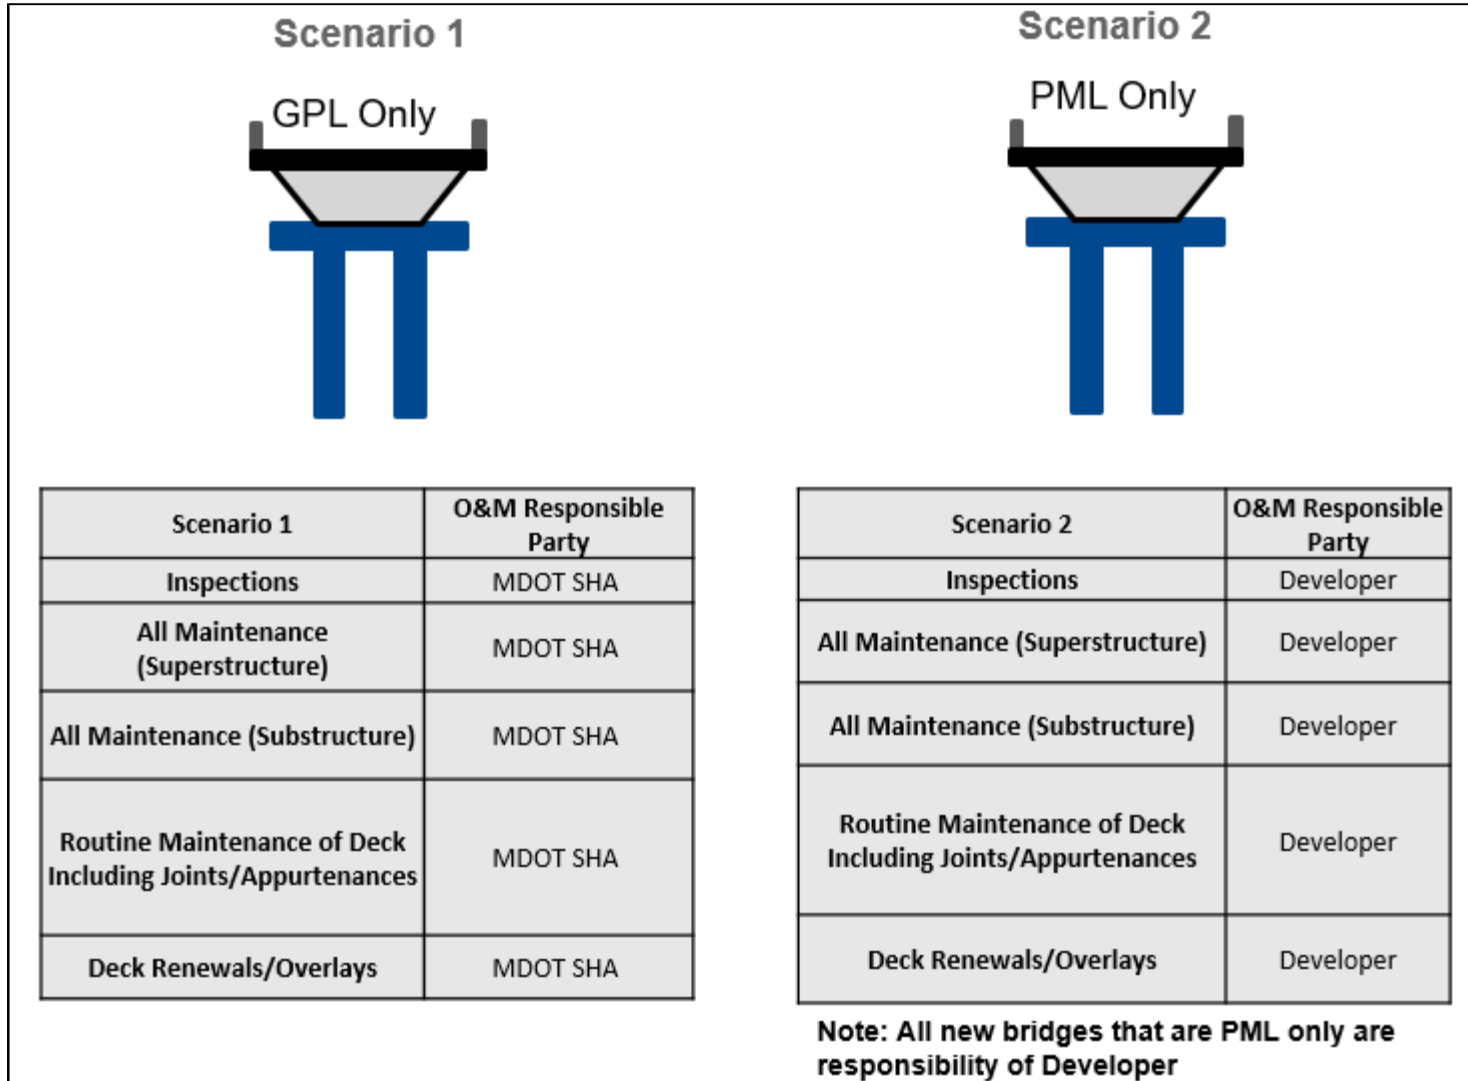 Scenario 1
GPL Only
Scenario 1
O&M Responsible
Party
Inspections
MDOT SHA
All Maintenance
(Superstructure)
MDOT SHA
All Maintenance (Substructure)
MDOT SHA
Routine Maintenance of Deck
Including Joints/Appurtenances
MDOT SHA
Deck Renewals/Overlays
MDOT SHA
Scenario 2
PML Only
Scenario 2
O&M Responsible
Party
Inspections
Developer
All Maintenance (Superstructure)
Developer
All Maintenance (Substructure)
Developer
Routine Maintenance of Deck
Including Joints/Appurtenances
Developer
Deck Renewals/Overlays
Developer
Note: All new bridges that are PML only are
responsibility of Developer